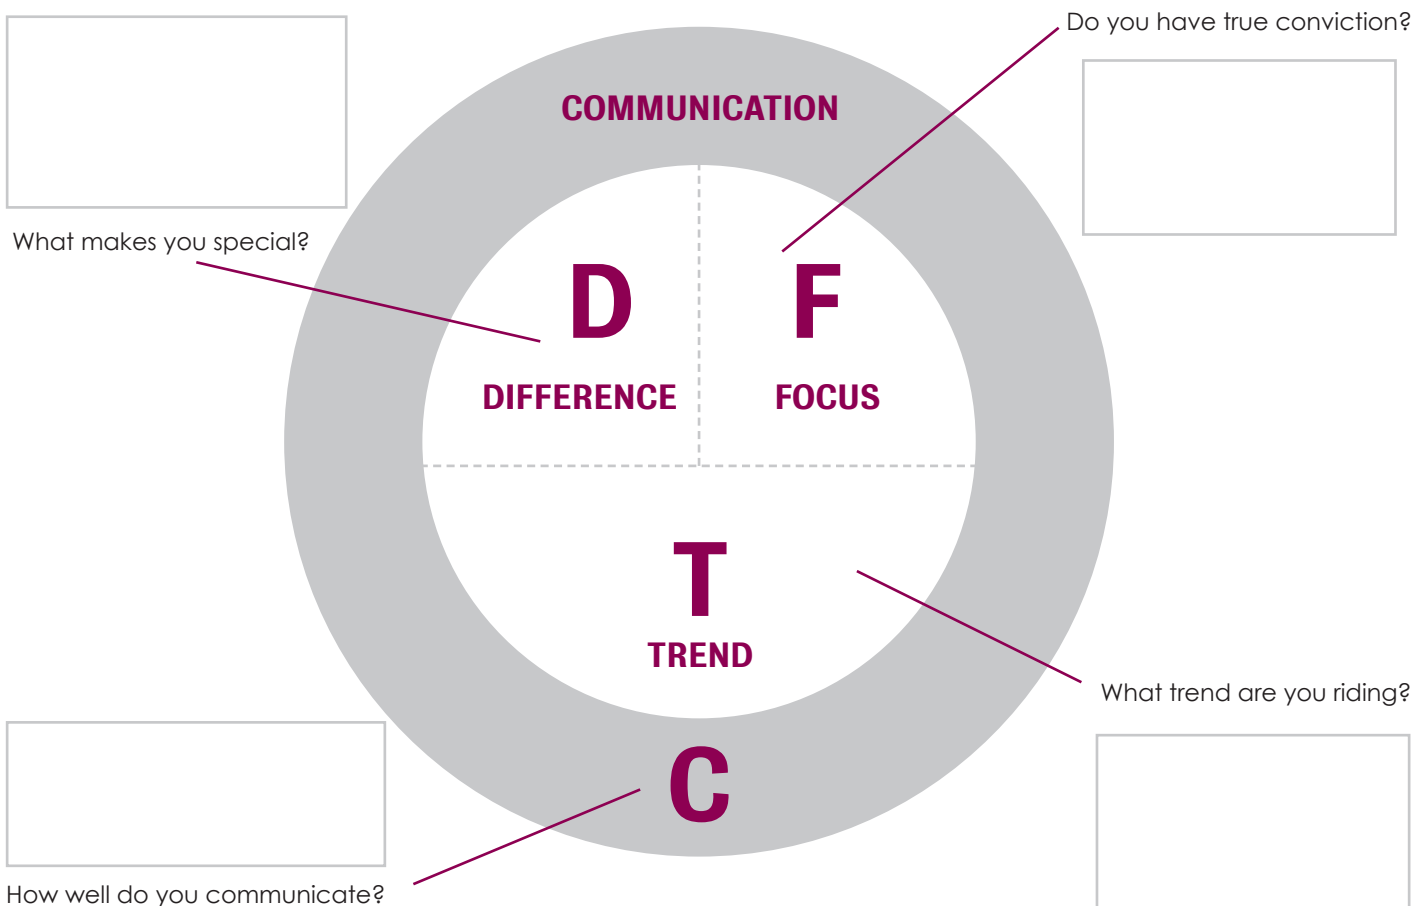 Do you have true conviction?
COMMUNICATION
What makes you special?
D
F
DIFFERENCE
FOCUS
T
TREND
What trend are you riding?
C
How well do you communicate?